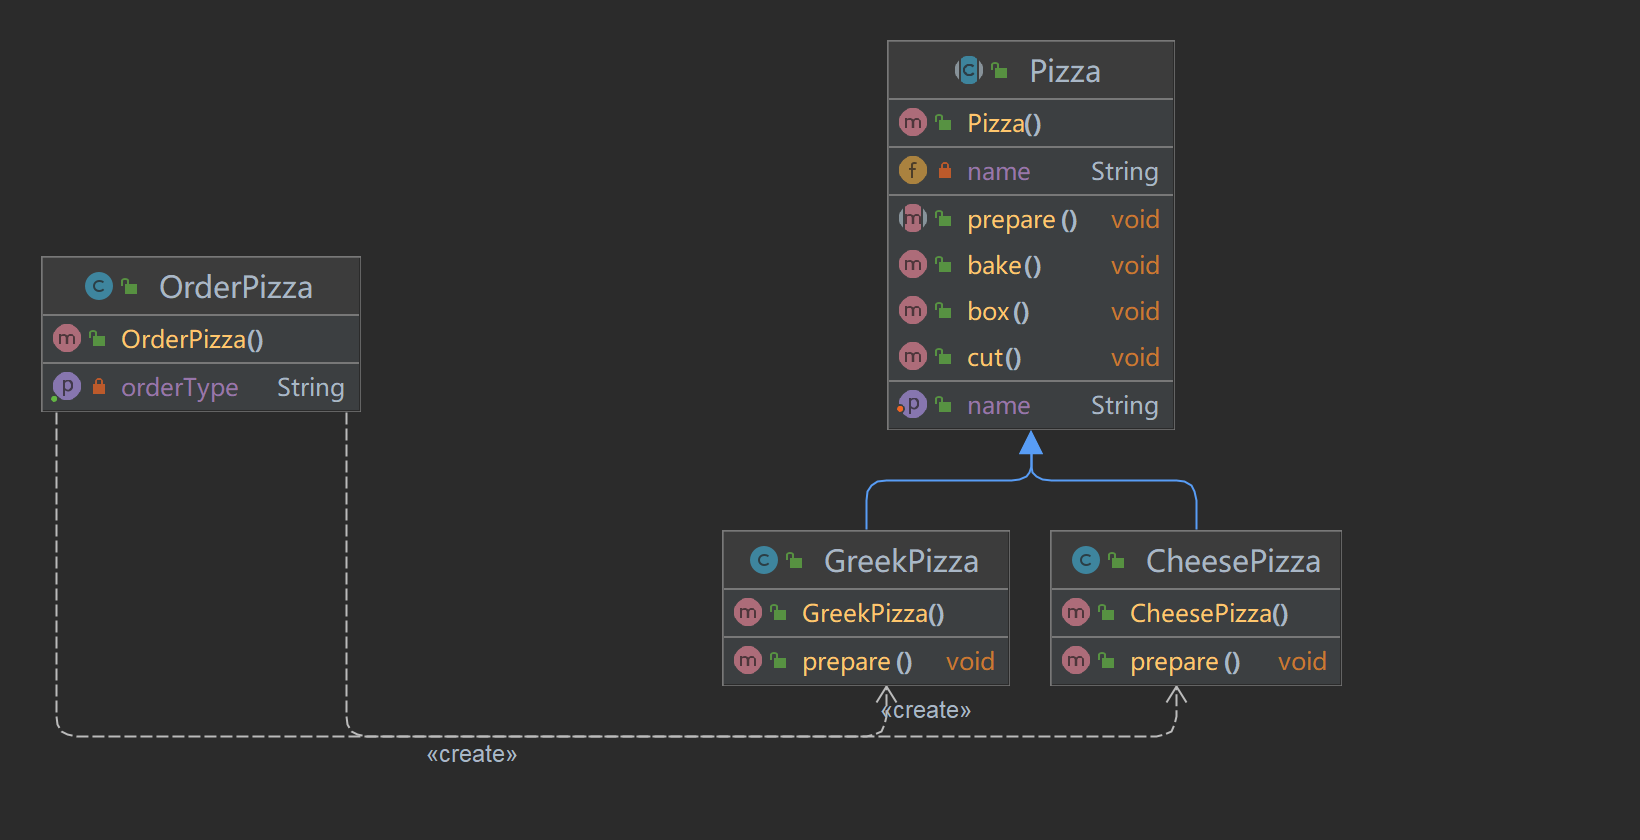 Pizza
Pizza()
name String
prepare() void
bake() void
box() void
cut() void
name String
OrderPizza
OrderPizza()
orderType String
GreekPizza
GreekPizza()
prepare() void
CheesePizza
CheesePizza()
prepare() void
«create»
«create»